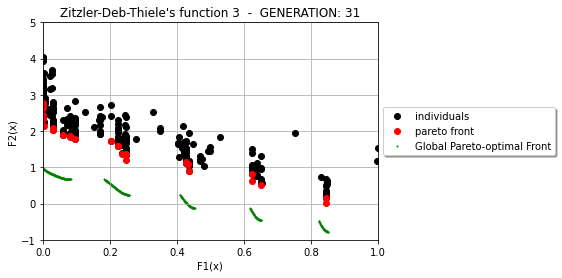 Zitzler-Deb-Thiele's function 3 - GENERATION: 31
5
4
3
2
1
0
−1
F2(x)
0.0 0.2 0.4 0.6 0.8 1.0
F1(x)
individuals
pareto front
Global Pareto-optimal Front